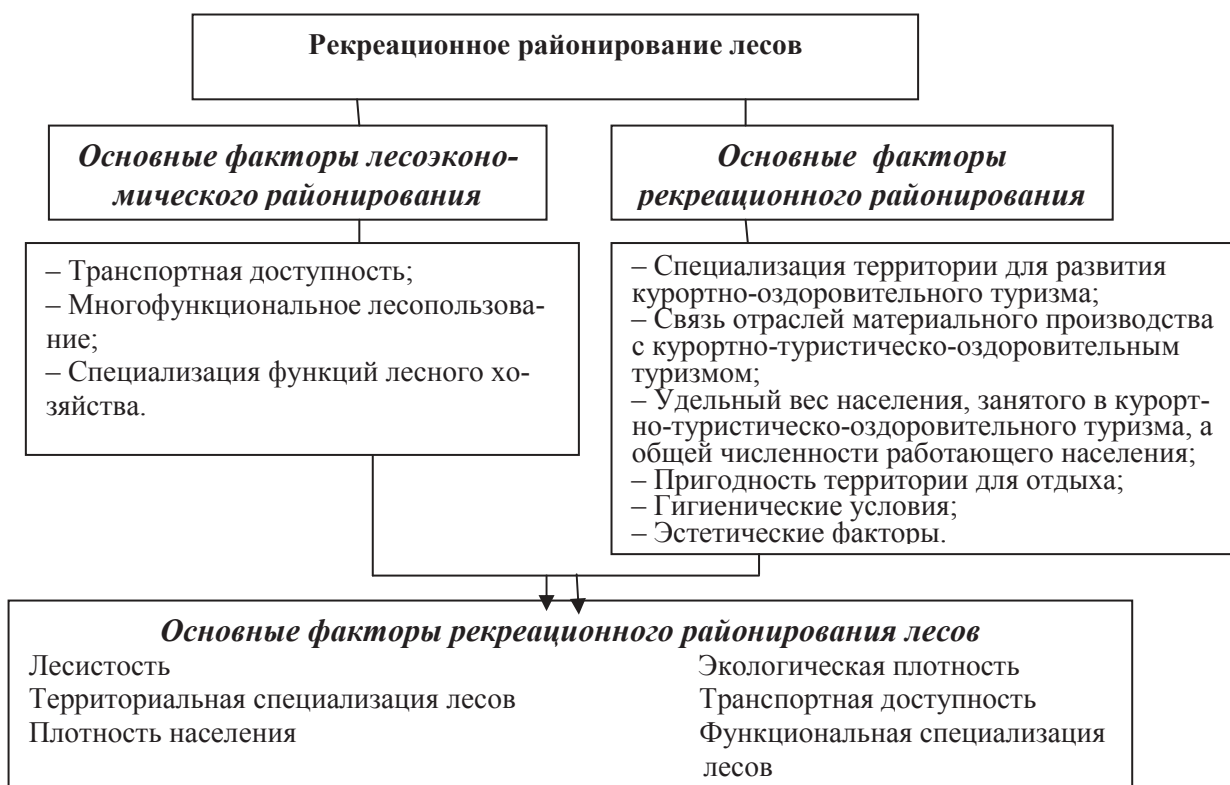 Рекреационное районирование лесов
Основные факторы лесоэконо-
мического районирования
Основные факторы
рекреационного районирования
– Транспортная доступность;
– Многофункциональное лесопользова-
ние;
– Специализация функций лесного хо-
зяйства.
– Специализация территории для развития
курортно-оздоровительного туризма;
– Связь отраслей материального производства
с курортно-туристическо-оздоровительным
туризмом;
– Удельный вес населения, занятого в курорт-
но-туристическо-оздоровительного туризма, а
общей численности работающего населения;
– Пригодность территории для отдыха;
– Гигиенические условия;
– Эстетические факторы.
Основные факторы рекреационного районирования лесов
Лесистость
Территориальная специализация лесов
Плотность населения
Экологическая плотность
Транспортная доступность
Функциональная специализация
лесов